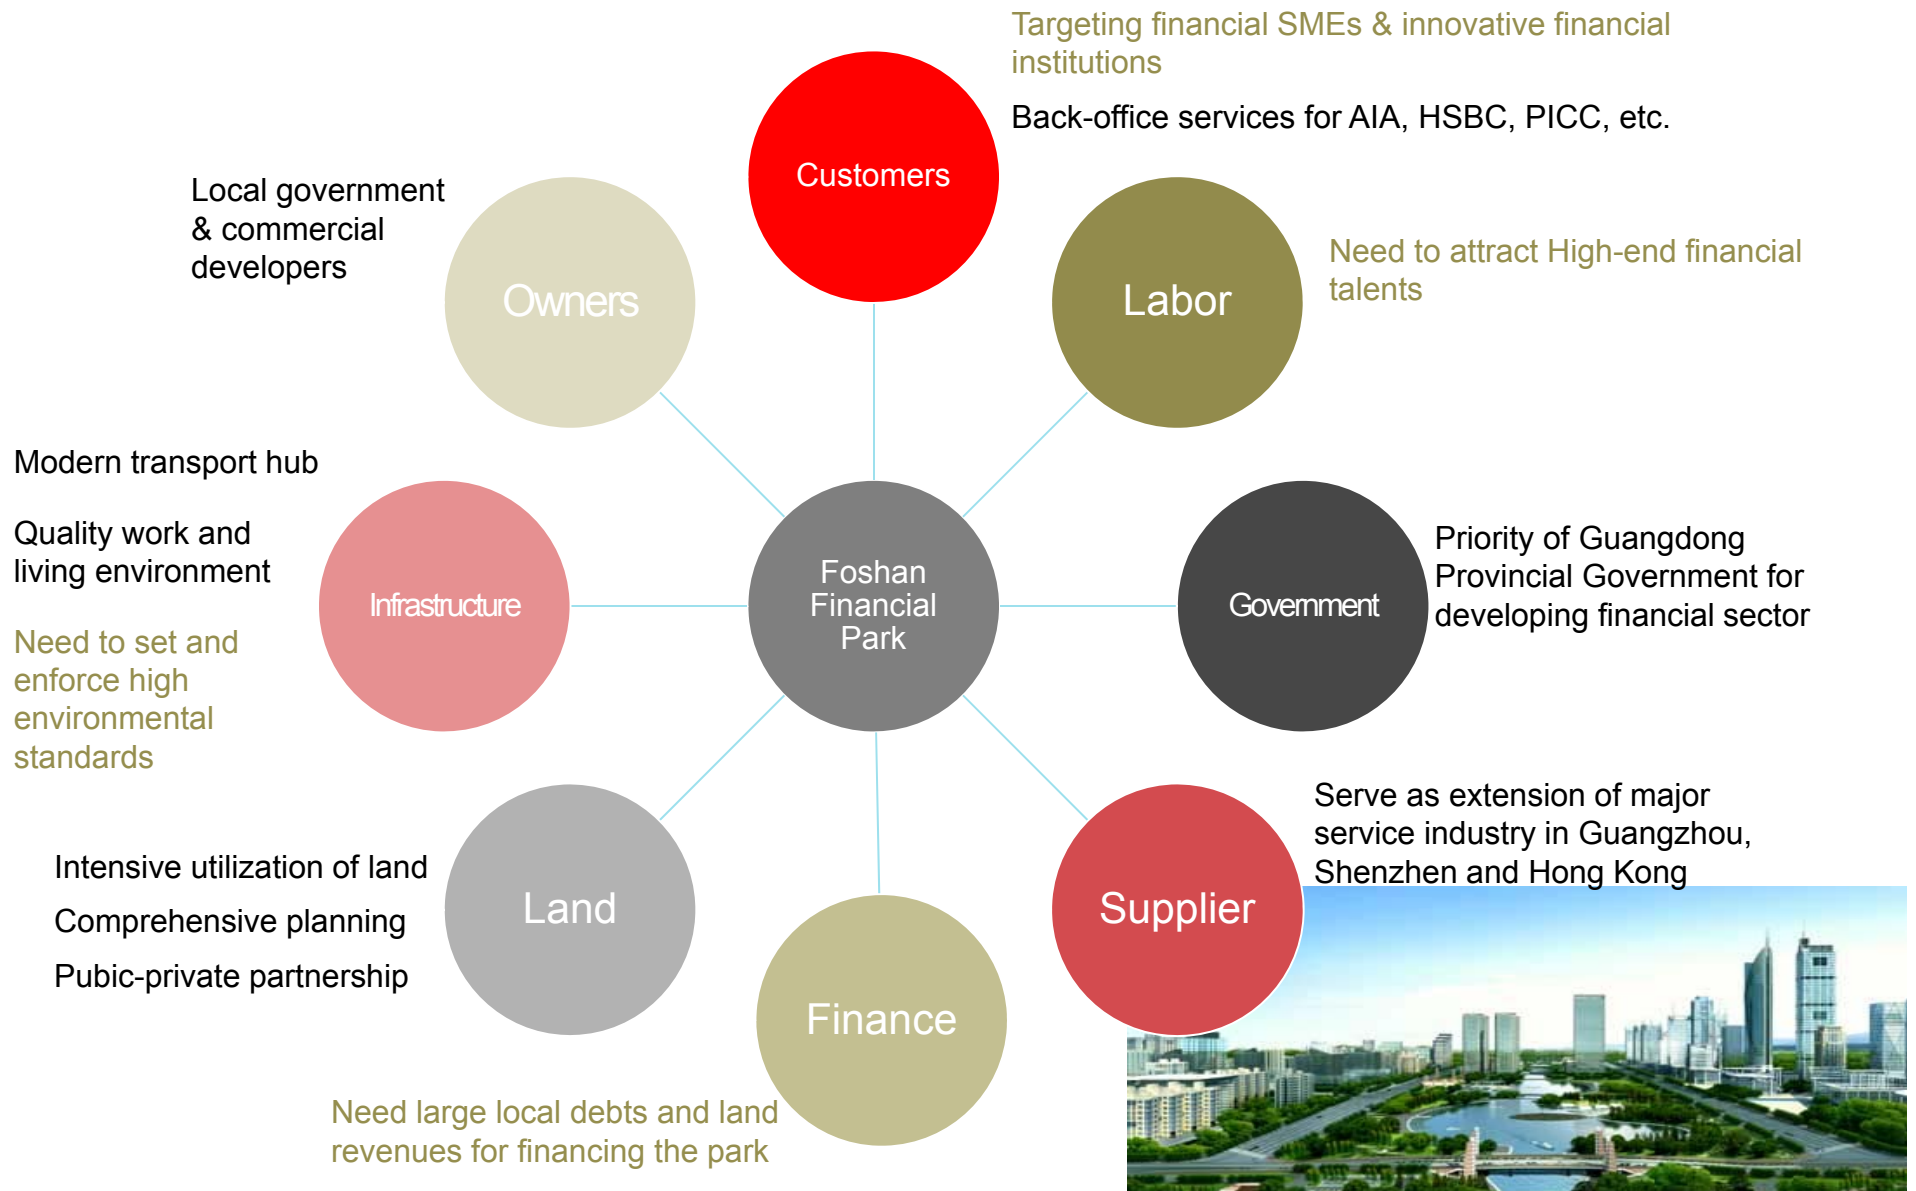 Targeting financial SMEs & innovative financial
institutions
Back-office services for AIA, HSBC, PICC, etc.
Customers
Local government
& commercial
developers
Owners
Labor
Need to attract High-end financial
talents
Modern transport hub
Quality work and
living environment
Need to set and
enforce high
environmental
standards
Infrastructure
Foshan
Financial
Park
Government
Priority of Guangdong
Provincial Government for
developing financial sector
Intensive utilization of land
Comprehensive planning
Pubic-private partnership
Land
Finance
Need large local debts and land
revenues for financing the park
Supplier
Serve as extension of major
service industry in Guangzhou,
Shenzhen and Hong Kong